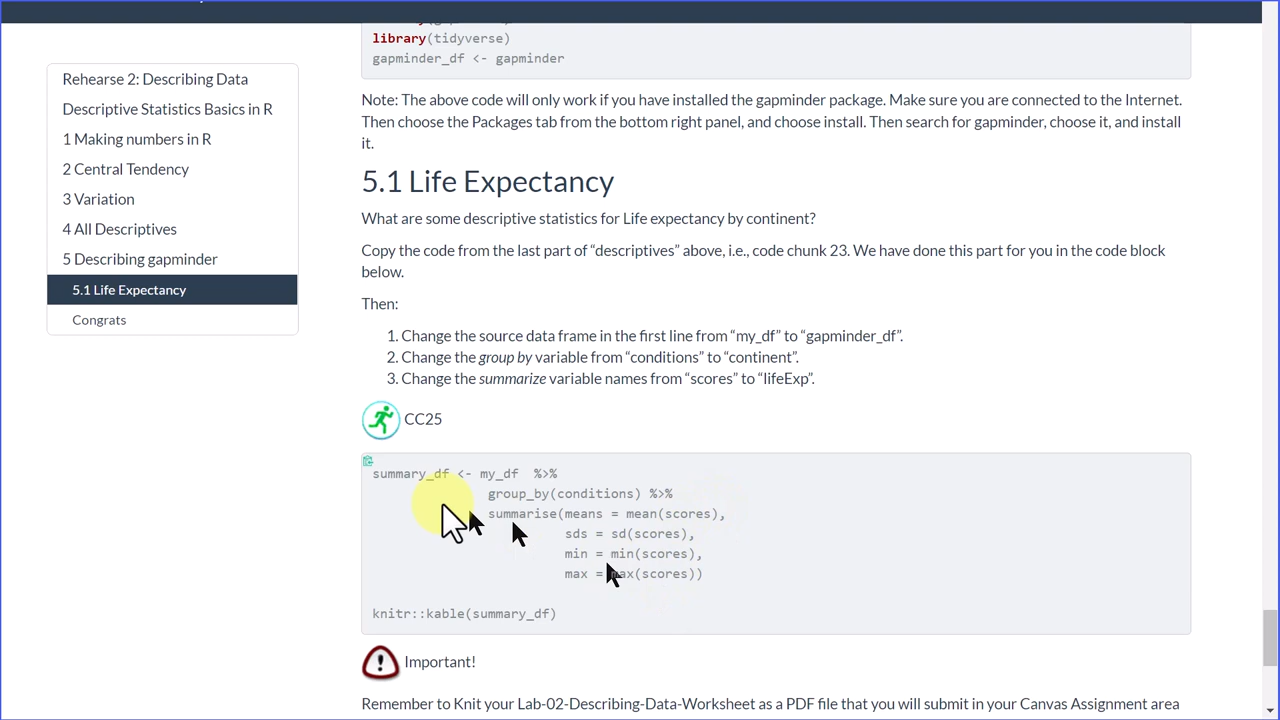 library(tidyverse)
gapminder_df <- gapminder
Rehearse 2: Describing Data
Descriptive Statistics Basics in R
1 Making numbers in R
2 Central Tendency
3 Variation
4 All Descriptives
5 Describing gapminder
5.1 Life Expectancy
Congrats
Note: The above code will only work if you have installed the gapminder package. Make sure you are connected to the Internet.
Then choose the Packages tab from the bottom right panel, and choose install. Then search for gapminder, choose it, and install
it.
5.1 Life Expectancy
What are some descriptive statistics for Life expectancy by continent?
Copy the code from the last part of “descriptives” above, i.e., code chunk 23. We have done this part for you in the code block
below.
Then:
1. Change the source data frame in the first line from “my_df” to “gapminder_df”.
2. Change the group by variable from “conditions” to “continent”.
3. Change the summarize variable names from “scores” to “lifeExp”.
CC25
summary_df <- my_df %>%
group_by(conditions) %>%
summarise(means = mean(scores),
sds = sd(scores),
min = min(scores),
max = max(scores))
knitr::kable(summary_df)
Important!
Remember to Knit your Lab-02-Describing-Data-Worksheet as a PDF file that you will submit in your Canvas Assignment area